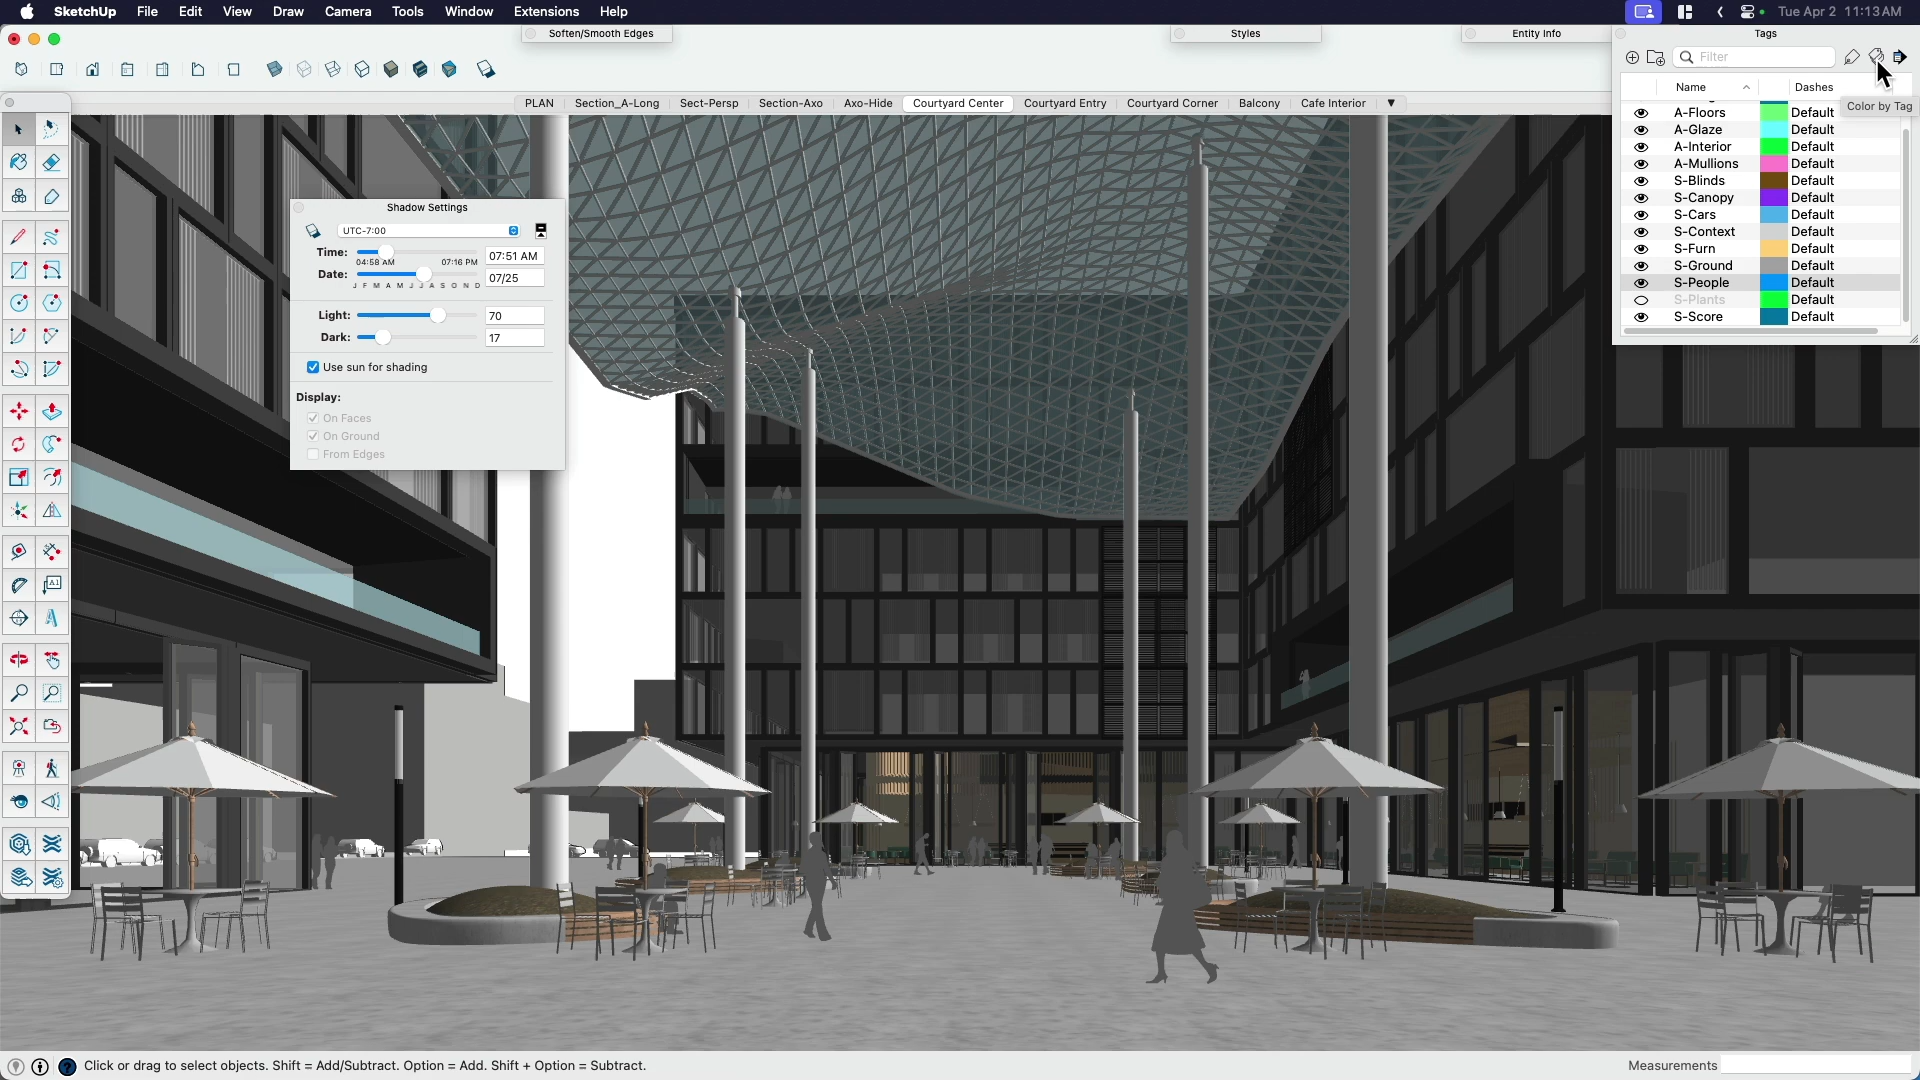 SketchUp File Edit View Draw Camera Tools Window Extensions Help Tue Apr 2 11:13 AM
Soften/Smooth Edges
Styles
Entity Info
Tags
Filter
Name
Dashes
Color by Tag
PLAN Section_A-Long Sect-Persp Section-Axo Axo-Hide Courtyard Center Courtyard Entry Courtyard Corner Balcony Cafe Interior
A-Floors Default
A-Glaze Default
A-Interior Default
A-Mullions Default
S-Blinds Default
S-Canopy Default
S-Cars Default
S-Context Default
S-Furn Default
S-Ground Default
S-People Default
S-Plants Default
S-Score Default
Shadow Settings
UTC-7:00
Time: 07:51 AM
04:58 AM 07:16 PM
Date: 07/25
J F M A M J J A S O N D
Light: 70
Dark: 17
Use sun for shading
Display:
On Faces
On Ground
From Edges
A1
Click or drag to select objects. Shift = Add/Subtract. Option = Add. Shift + Option = Subtract.
Measurements